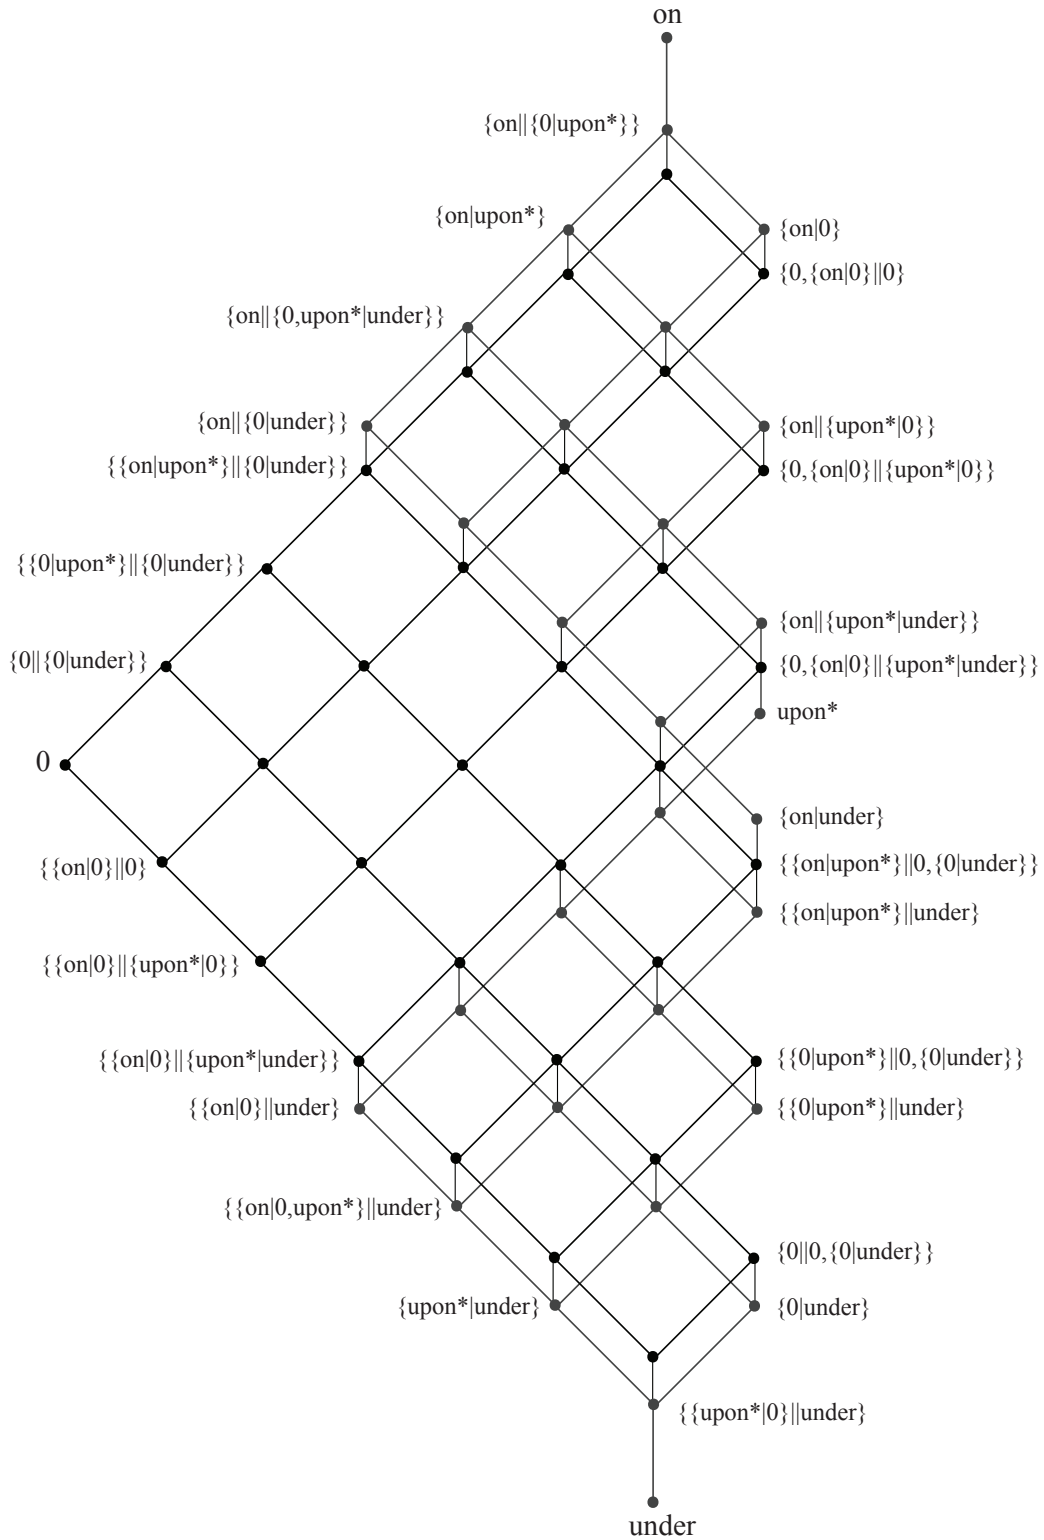 on
{on||{0|upon*}}
{on|upon*}
{on|0}
{0,{on|0}||0}
{on||{0,upon*|under}}
{on||{0|under}}
{on||{upon*|0}}
{{on|upon*}||{0|under}}
{0,{on|0}||{upon*|0}}
{{0|upon*}||{0|under}}
{on||{upon*|under}}
{0||{0|under}}
{0,{on|0}||{upon*|under}}
upon*
0
{on|under}
{{on|0}||0}
{{on|upon*}||0,{0|under}}
{{on|upon*}||under}
{{on|0}||{upon*|0}}
{{on|0}||{upon*|under}}
{{0|upon*}||0,{0|under}}
{{on|0}||under}
{{0|upon*}||under}
{{on|0,upon*}||under}
{0||0,{0|under}}
{upon*|under}
{0|under}
{{upon*|0}||under}
under